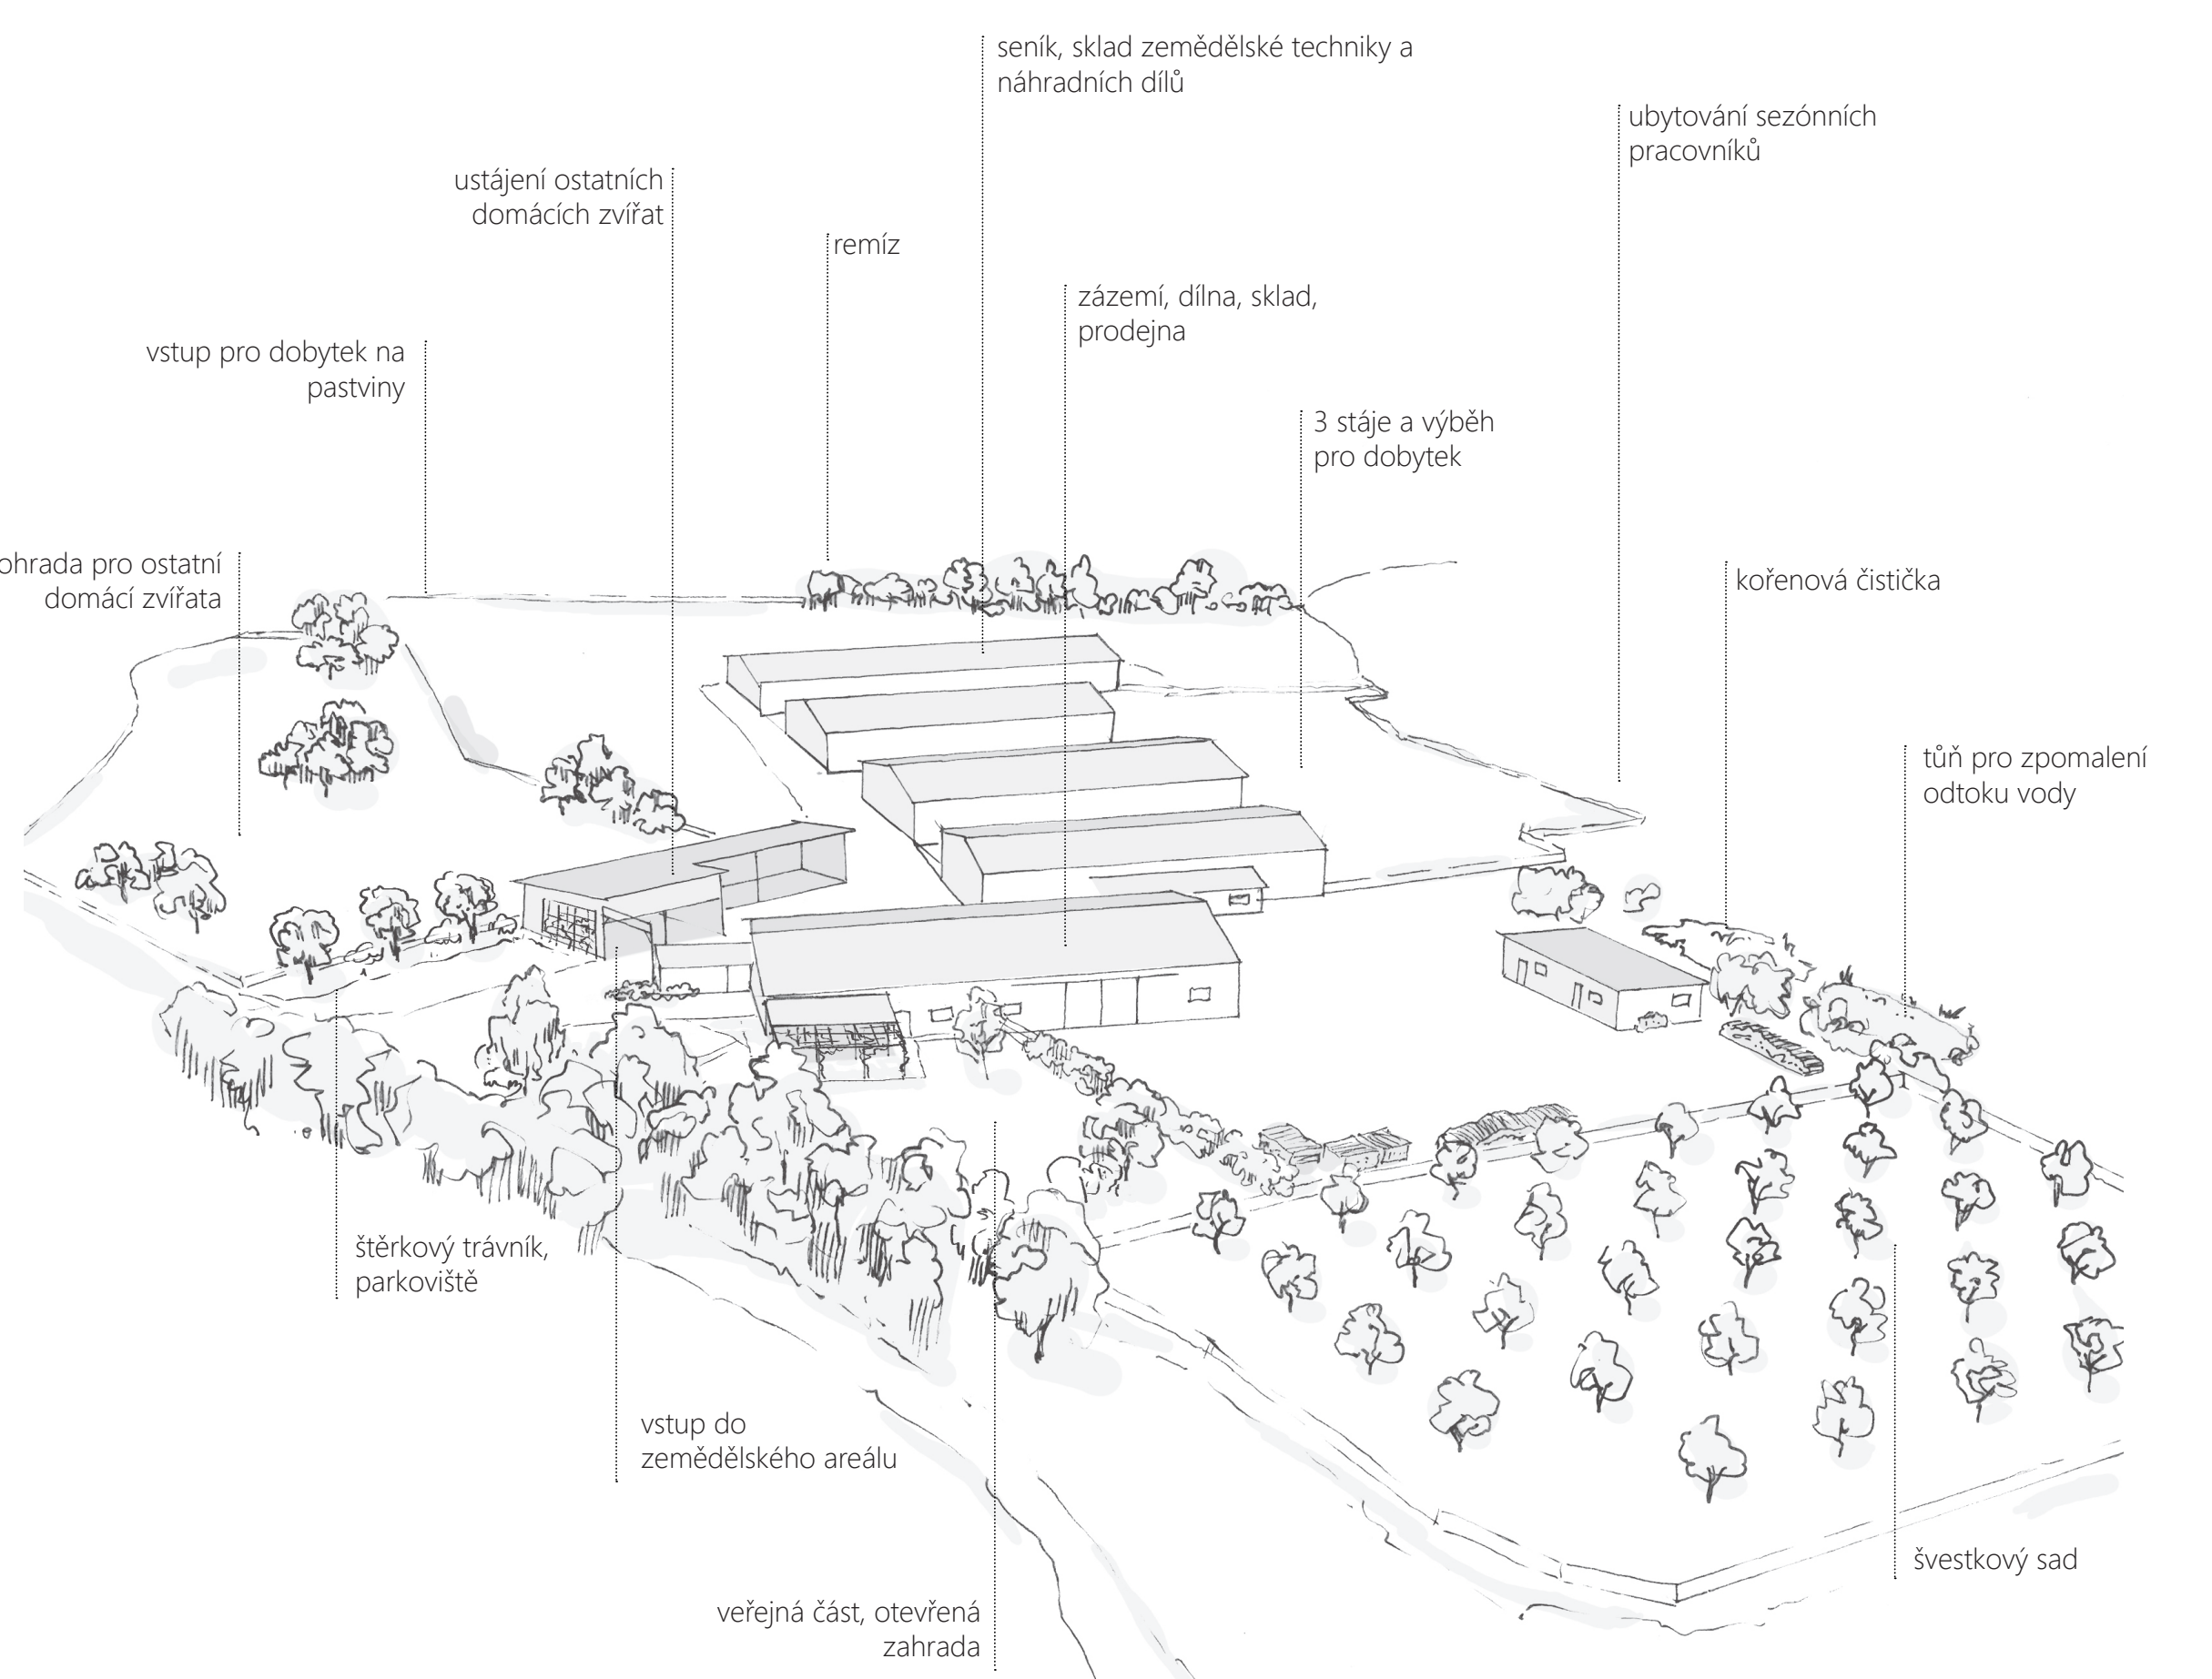 seník, sklad zemědělské techniky a
náhradních dílů
ubytování sezónních
pracovníků
ustájení ostatních
domácích zvířat
remíz
zázemí, dílna, sklad,
prodejna
vstup pro dobytek na
pastviny
3 stáje a výběh
pro dobytek
ohrada pro ostatní
domácí zvířata
kořenová čistička
tůň pro zpomalení
odtoku vody
štěrkový trávník,
parkoviště
vstup do
zemědělského areálu
švestkový sad
veřejná část, otevřená
zahrada